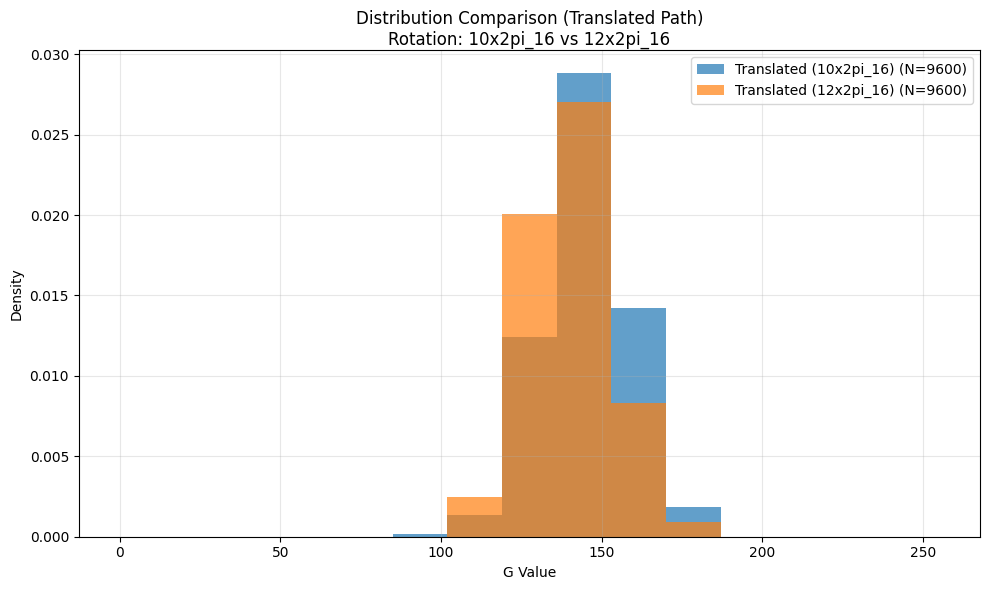 Distribution Comparison (Translated Path)
Rotation: 10x2pi_16 vs 12x2pi_16
Translated (10x2pi_16) (N=9600)
Translated (12x2pi_16) (N=9600)
Density
0.030
0.025
0.020
0.015
0.010
0.005
0.000
0 50 100 150 200 250
G Value